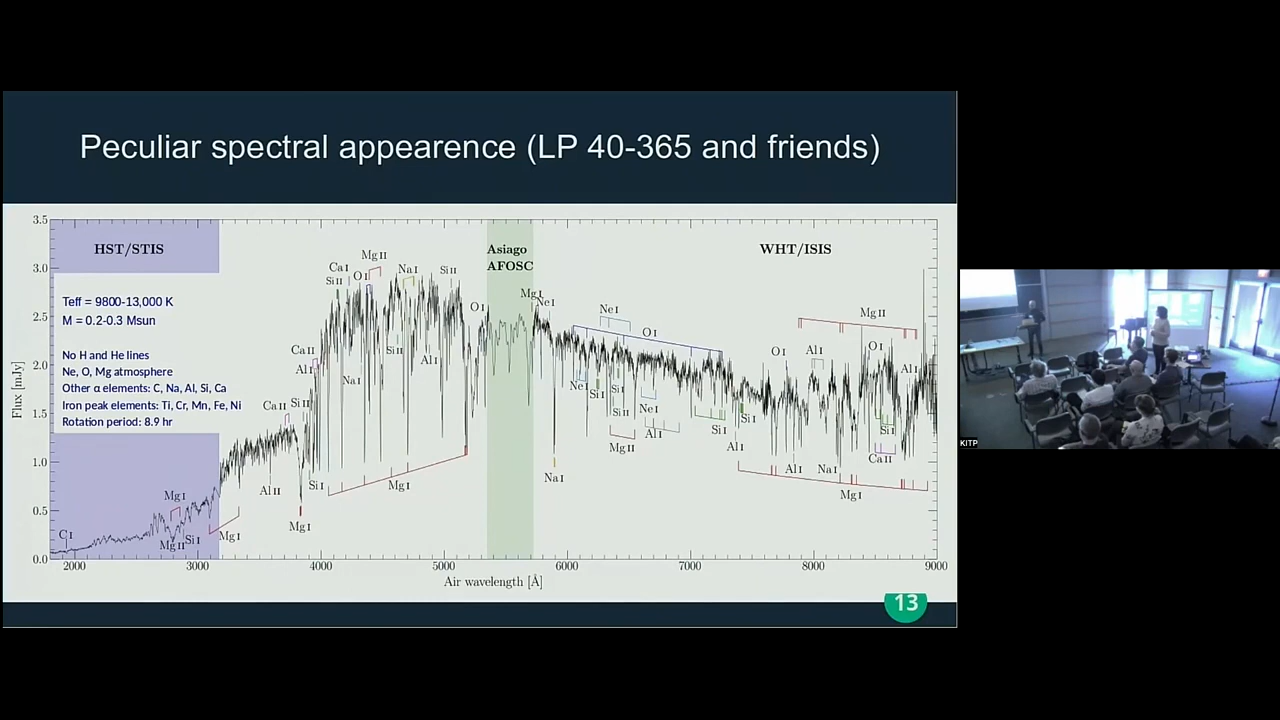 Peculiar spectral appearence (LP 40-365 and friends)
HST/STIS
Asiago
AFOSC
WHT/ISIS
Teff = 9800-13,000 K
M = 0.2-0.3 Msun
No H and He lines
Ne, O, Mg atmosphere
Other α elements: C, Na, Al, Si, Ca
Iron peak elements: Ti, Cr, Mn, Fe, Ni
Rotation period: 8.9 hr
Flux [mJy]
3.5
3.0
2.5
2.0
1.5
1.0
0.5
0.0
C I
Mg I
Mg II
Si I
Mg I
Al II
Ca II
Si II
Ca II
Al I
Si I
Mg I
Ca I
Si II
O I
Mg II
Na I
Si II
Na I
Si II
Al I
Mg I
O I
Mg I
Ne I
Na I
Ne I
O I
Ne I
Si I
Si I
Si II
Ne I
Mg II
Al I
Si I
Al I
Si I
O I
Al I
Mg II
O I
Al I
Si I
Ca II
Al I
Na I
Mg I
2000
3000
4000
5000
6000
7000
8000
9000
Air wavelength [Å]
13
KITP